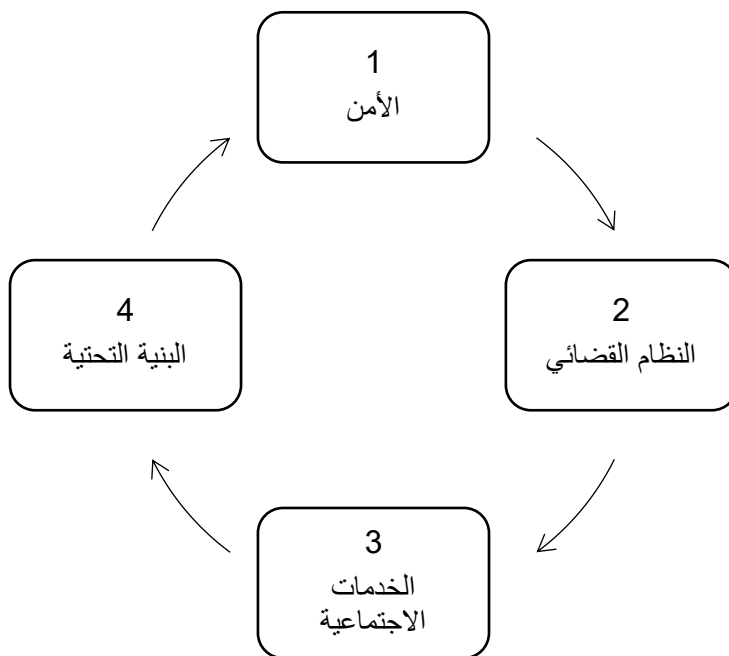 1
الأمن
2
النظام القضائي
3
الخدمات
الاجتماعية
4
البنية التحتية